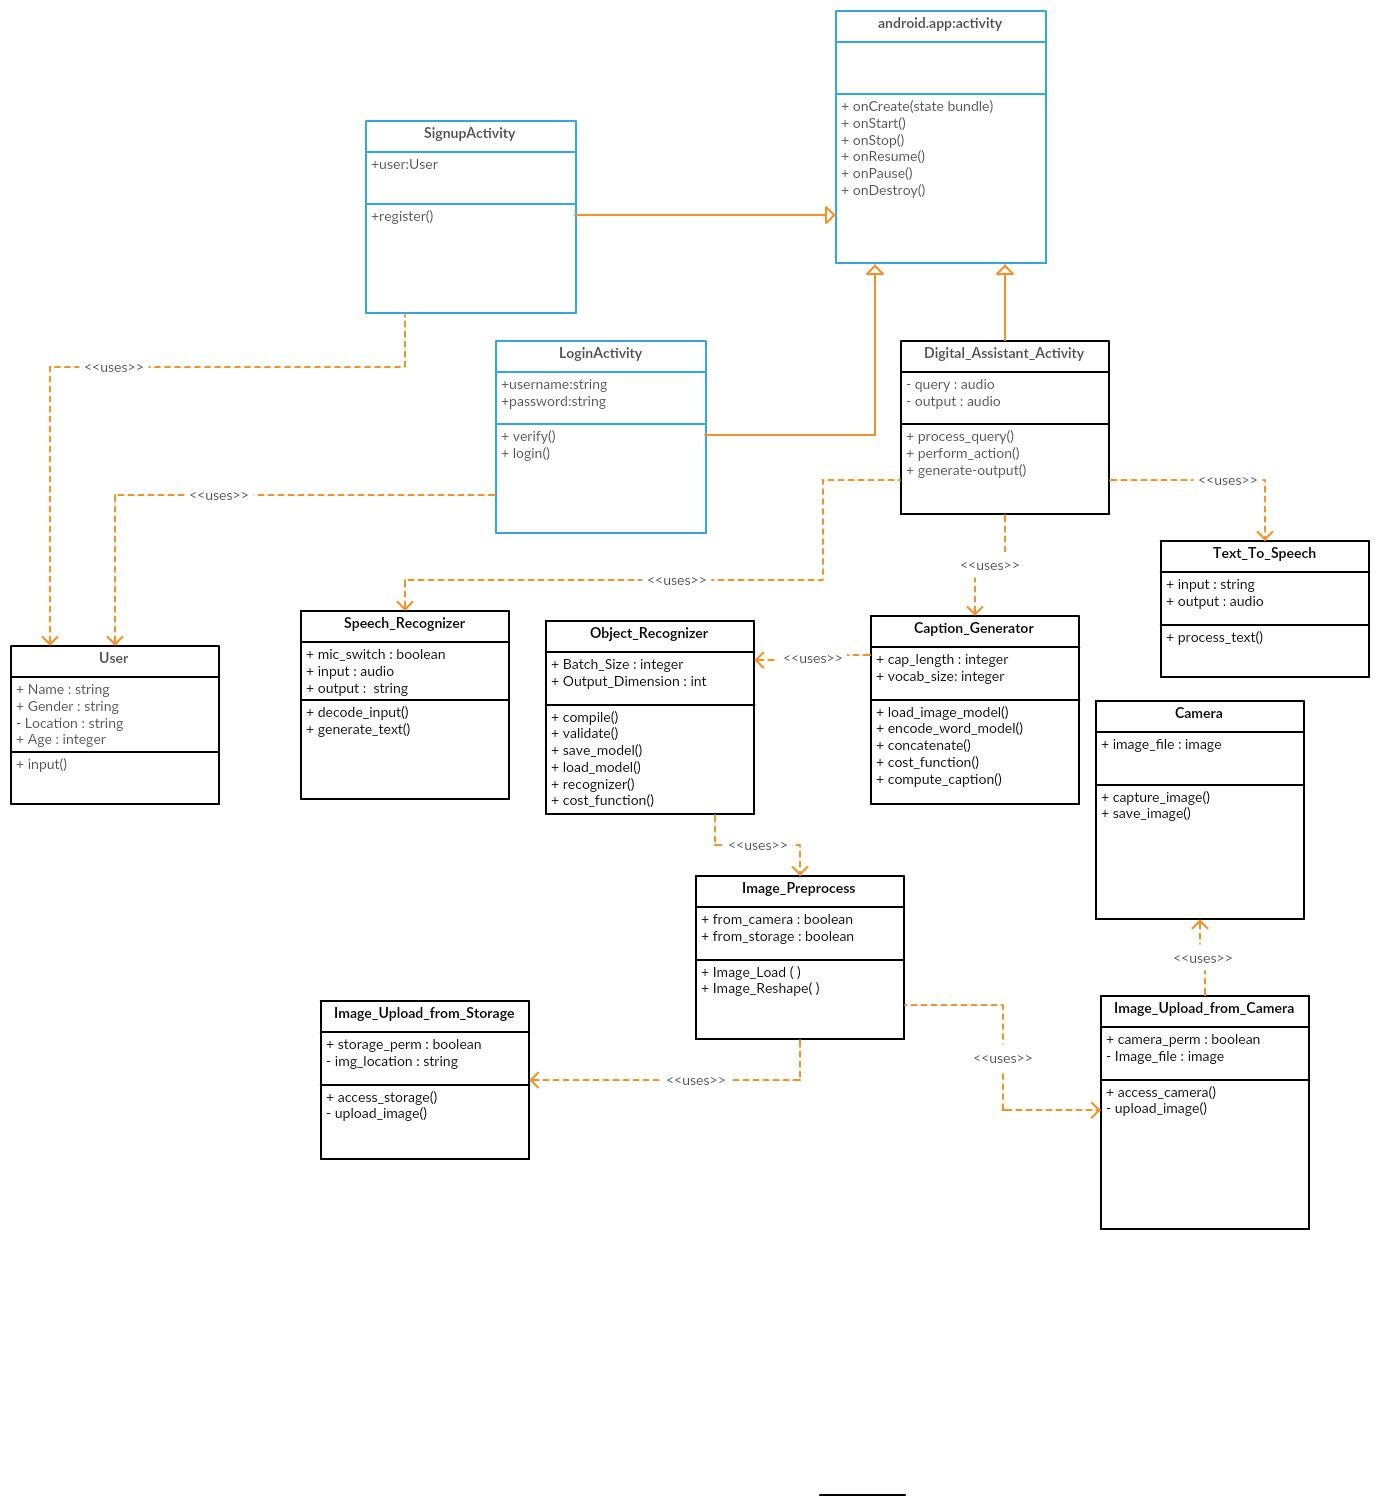 android.app:activity
+ onCreate(state bundle)
+ onStart()
+ onStop()
+ onResume()
+ onPause()
+ onDestroy()
SignupActivity
+user:User
+register()
<<uses>>
LoginActivity
+username:string
+password:string
+ verify()
+ login()
<<uses>>
Digital_Assistant_Activity
- query : audio
- output : audio
+ process_query()
+ perform_action()
+ generate-output()
<<uses>>
<<uses>>
<<uses>>
Text_To_Speech
+ input : string
+ output : audio
+ process_text()
User
+ Name : string
+ Gender : string
- Location : string
+ Age : integer
+ input()
Speech_Recognizer
+ mic_switch : boolean
+ input : audio
+ output :  string
+ decode_input()
+ generate_text()
Object_Recognizer
+ Batch_Size : integer
+ Output_Dimension : int
+ compile()
+ validate()
+ save_model()
+ load_model()
+ recognizer()
+ cost_function()
<<uses>>
Caption_Generator
+ cap_length : integer
+ vocab_size: integer
+ load_image_model()
+ encode_word_model()
+ concatenate()
+ cost_function()
+ compute_caption()
Camera
+ image_file : image
+ capture_image()
+ save_image()
<<uses>>
Image_Preprocess
+ from_camera : boolean
+ from_storage : boolean
+ Image_Load ( )
+ Image_Reshape( )
<<uses>>
Image_Upload_from_Storage
+ storage_perm : boolean
- img_location : string
+ access_storage()
- upload_image()
<<uses>>
<<uses>>
Image_Upload_from_Camera
+ camera_perm : boolean
- Image_file : image
+ access_camera()
- upload_image()